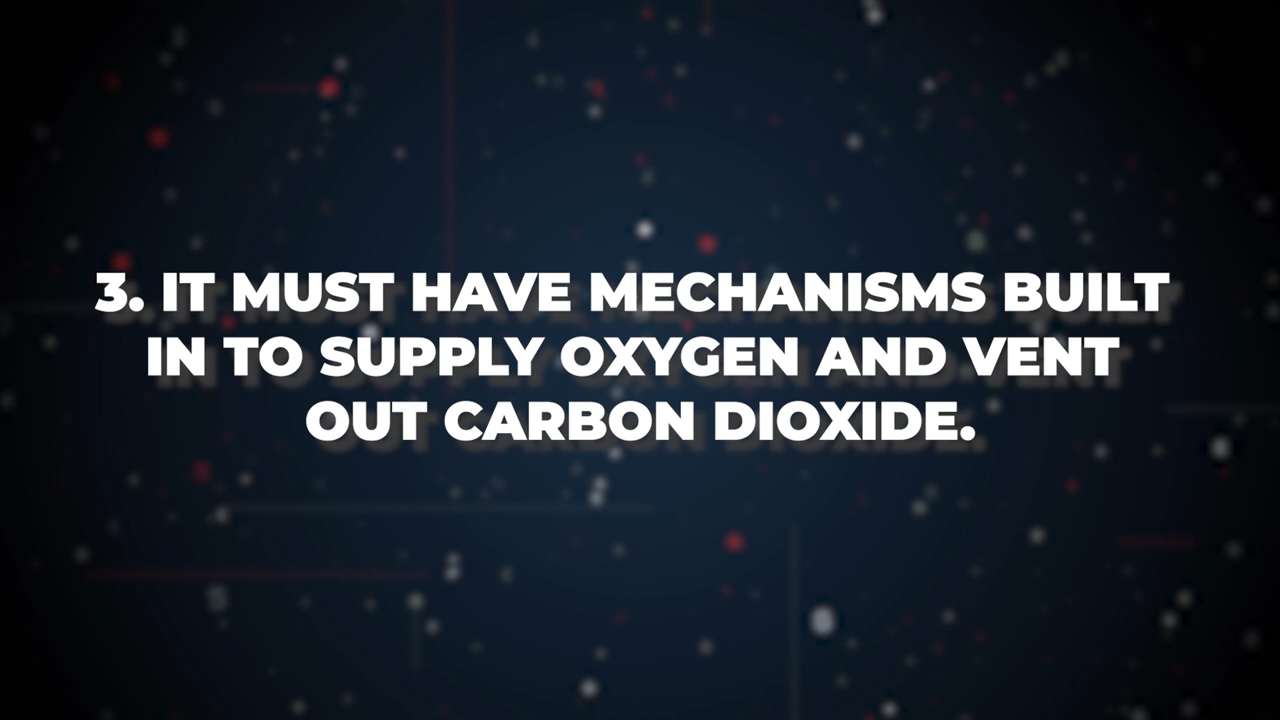 3. IT MUST HAVE MECHANISMS BUILT
IN TO SUPPLY OXYGEN AND VENT
OUT CARBON DIOXIDE.